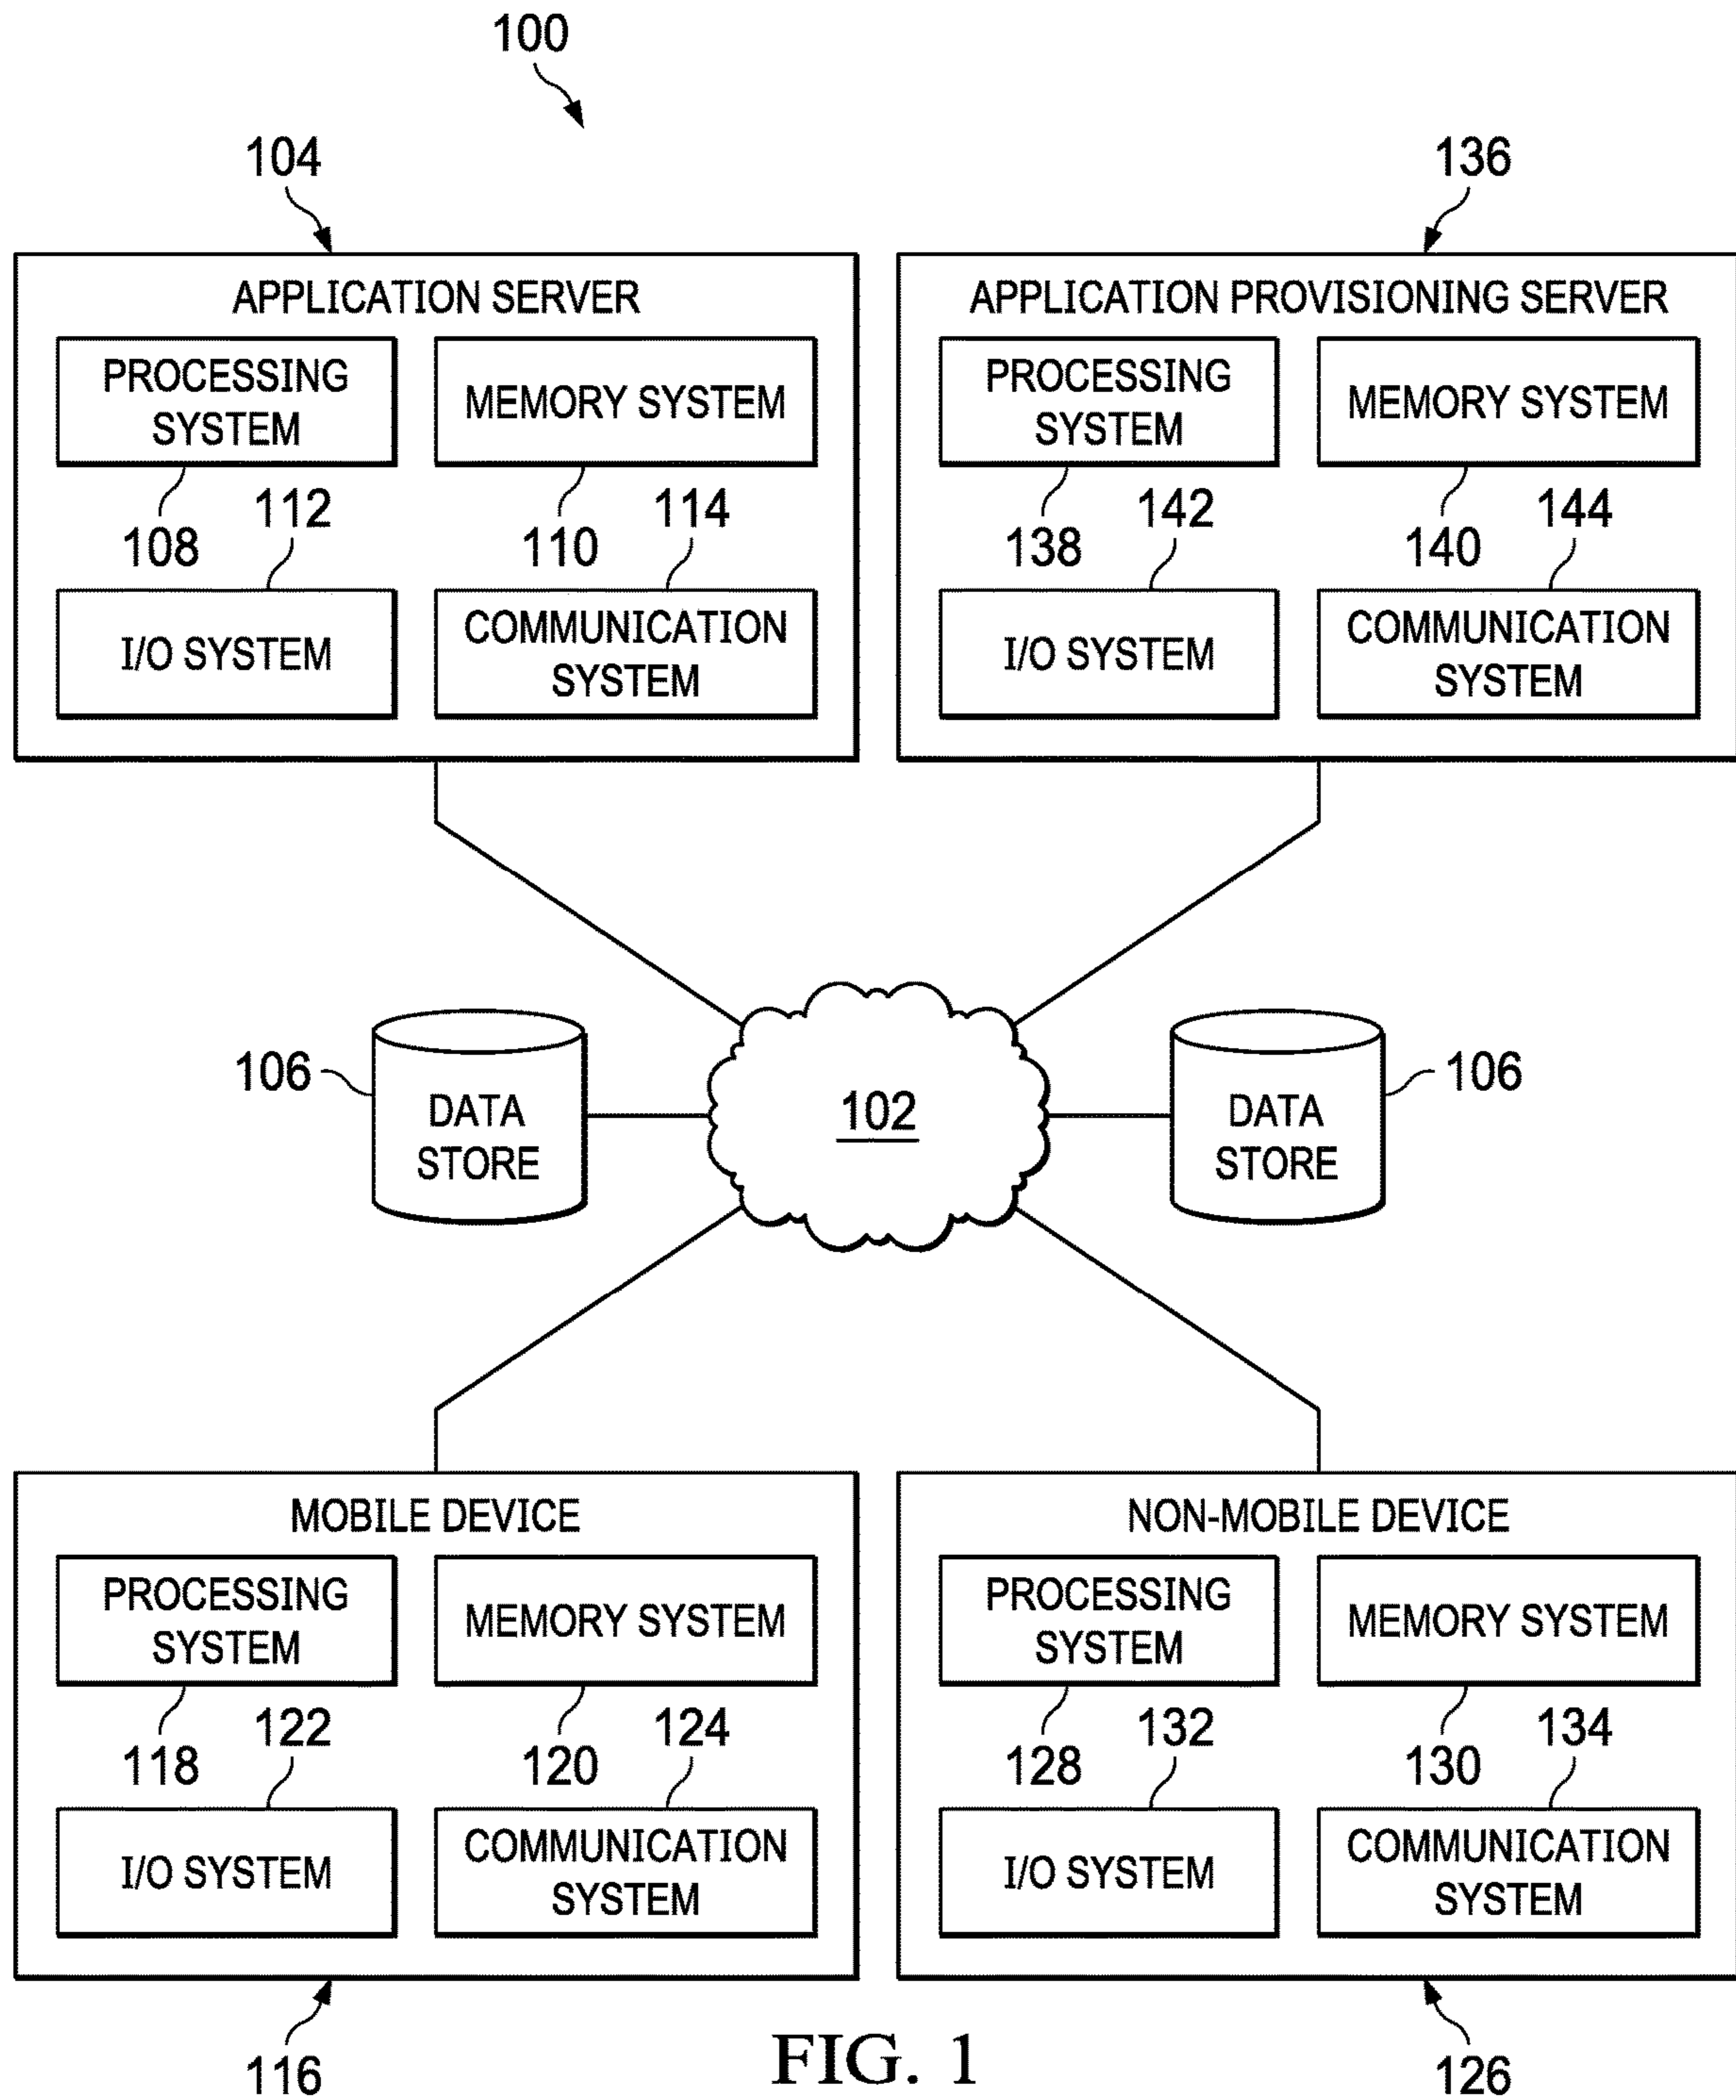 100
104
136
APPLICATION SERVER
PROCESSING
SYSTEM
MEMORY SYSTEM
108
112
110
114
I/O SYSTEM
COMMUNICATION
SYSTEM
APPLICATION PROVISIONING SERVER
PROCESSING
SYSTEM
MEMORY SYSTEM
138
142
140
144
I/O SYSTEM
COMMUNICATION
SYSTEM
106
DATA
STORE
102
DATA
STORE
106
MOBILE DEVICE
PROCESSING
SYSTEM
MEMORY SYSTEM
118
122
120
124
I/O SYSTEM
COMMUNICATION
SYSTEM
NON-MOBILE DEVICE
PROCESSING
SYSTEM
MEMORY SYSTEM
128
132
130
134
I/O SYSTEM
COMMUNICATION
SYSTEM
116
FIG. 1
126